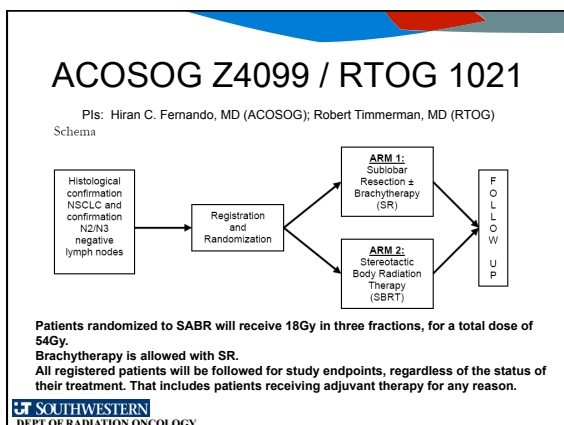 ACOSOG Z4099 / RTOG 1021
PIs: Hiran C. Fernando, MD (ACOSOG); Robert Timmerman, MD (RTOG)
Schema
Histological
confirmation
NSCLC and
confirmation
N2/N3
negative
lymph nodes
Registration
and
Randomization
ARM 1:
Sublobar
Resection ±
Brachytherapy
(SR)
ARM 2:
Stereotactic
Body Radiation
Therapy
(SBRT)
F
O
L
L
O
W
U
P
Patients randomized to SABR will receive 18Gy in three fractions, for a total dose of
54Gy.
Brachytherapy is allowed with SR.
All registered patients will be followed for study endpoints, regardless of the status of
their treatment. That includes patients receiving adjuvant therapy for any reason.
UT SOUTHWESTERN
DEPT OF RADIATION ONCOLOGY